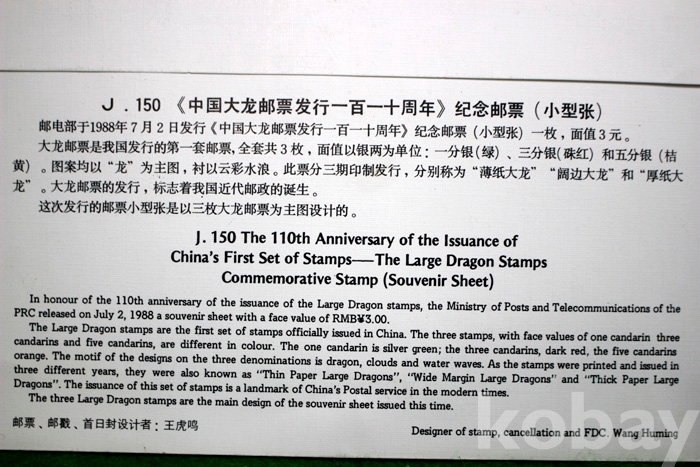 J . 150 《中国大龙邮票发行一百一十周年》纪念邮票（小型张）
邮电部于1988年7月2日发行《中国大龙邮票发行一百一十周年》纪念邮票（小型张）一枚，面值3元。
大龙邮票是我国发行的第一套邮票，全套共3枚，面值以银两为单位：一分银(绿）、三分银(硃红）和五分银（桔
黄）。图案均以“龙”为主图，衬以云彩水浪。此票分三期印制发行，分别称为“薄纸大龙”“阔边大龙”和“厚纸大
龙”。大龙邮票的发行，标志着我国近代邮政的诞生。
这次发行的邮票小型张是以三枚大龙邮票为主图设计的。
J. 150 The 110th Anniversary of the Issuance of
China's First Set of Stamps—The Large Dragon Stamps
Commemorative Stamp (Souvenir Sheet)
In honour of the 110th anniversary of the issuance of the Large Dragon stamps, the Ministry of Posts and Telecommunications of the
PRC released on July 2, 1988 a souvenir sheet with a face value of RMB¥3.00.
The Large Dragon stamps are the first set of stamps officially issued in China. The three stamps, with face values of one candarin three
candarins and five candarins, are different in colour. The one candarin is silver green; the three candarins, dark red, the five candarins
orange. The motif of the designs on the three denominations is dragon, clouds and water waves. As the stamps were printed and issued in
three different years, they were also known as "Thin Paper Large Dragons", "Wide Margin Large Dragons" and "Thick Paper Large
Dragons". The issuance of this set of stamps is a landmark of China's Postal service in the modern times.
The three Large Dragon stamps are the main design of the souvenir sheet issued this time.
邮票、邮戳、首日封设计者：王虎鸣
Designer of stamp, cancellation and FDC. Wang Huming
kobay